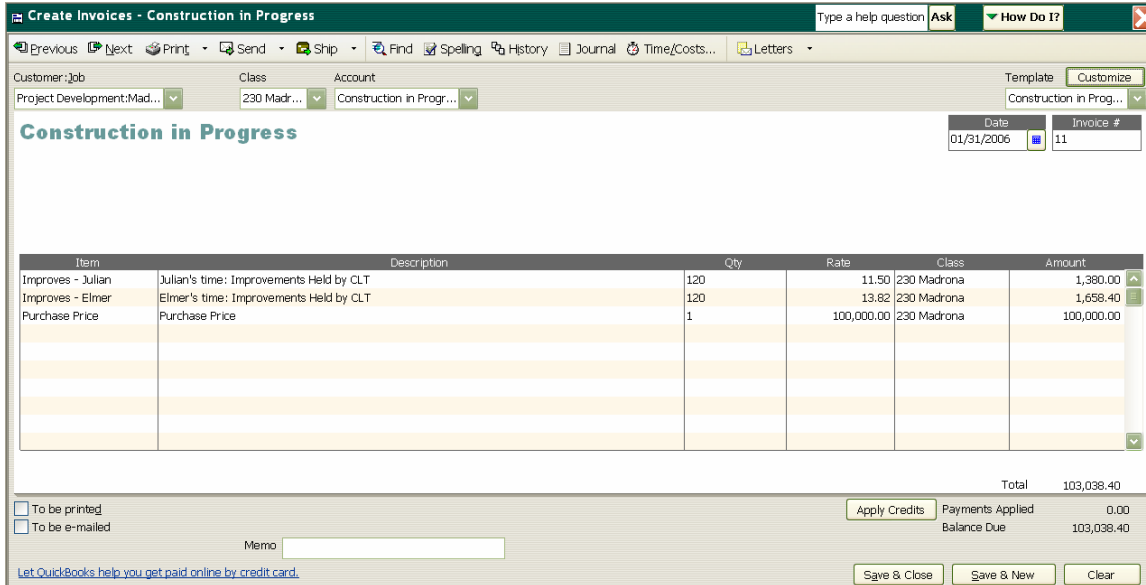 Create Invoices - Construction in Progress
Type a help question Ask How Do I?
Previous Next Print Send Ship Find Spelling History Journal Time/Costs... Letters
Customer:Job Class Account Template Customize
Project Development:Mad... 230 Madr... Construction in Progr... Construction in Prog...
Construction in Progress
Date Invoice #
01/31/2006 11
Item Description Qty Rate Class Amount
Improves - Julian Julian's time: Improvements Held by CLT 120 11.50 230 Madrona 1,380.00
Improves - Elmer Elmer's time: Improvements Held by CLT 120 13.82 230 Madrona 1,658.40
Purchase Price Purchase Price 1 100,000.00 230 Madrona 100,000.00
Total 103,038.40
To be printed Apply Credits Payments Applied 0.00
To be e-mailed Balance Due 103,038.40
Memo
Let QuickBooks help you get paid online by credit card. Save & Close Save & New Clear